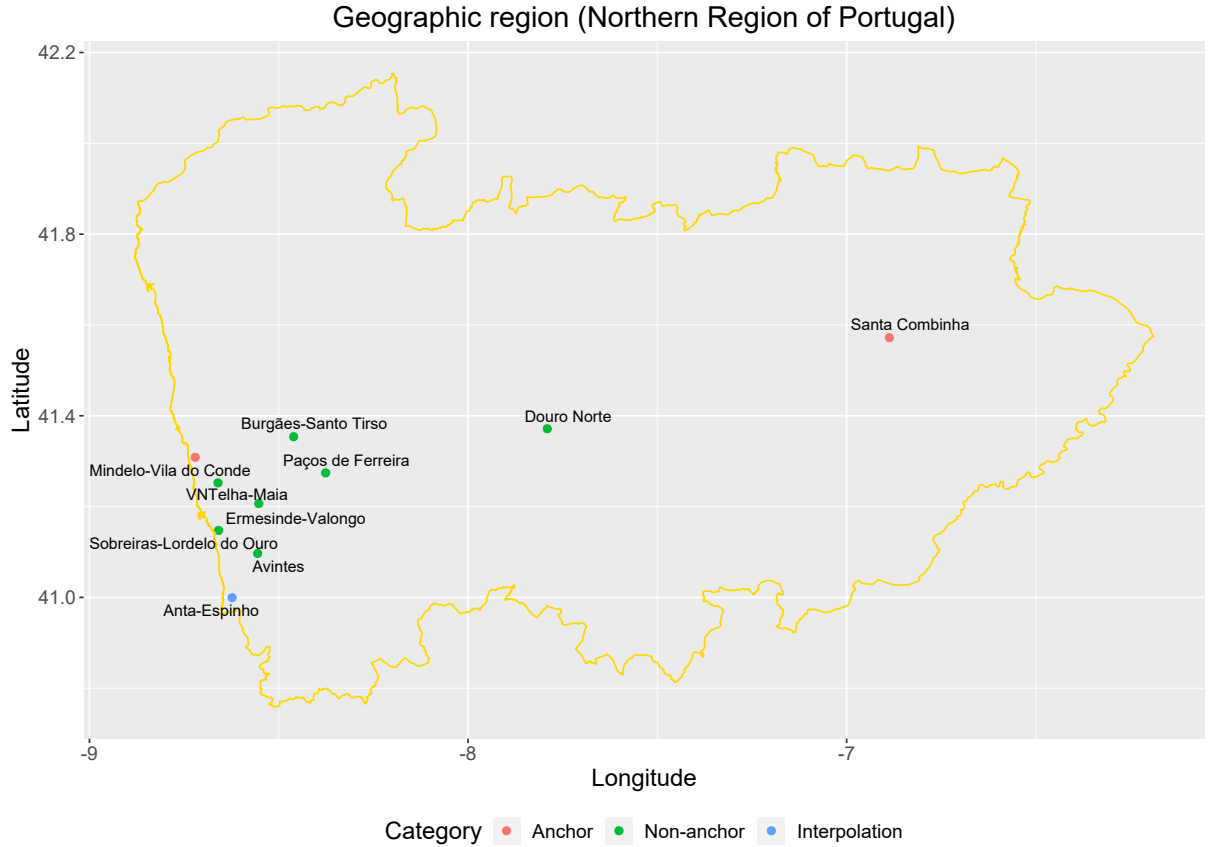 Geographic region (Northern Region of Portugal)
42.2
41.8
41.4
41.0
Latitude
Santa Combinha
Douro Norte
Burgães-Santo Tirso
Paços de Ferreira
Mindelo-Vila do Conde
VNTelha-Maia
Ermesinde-Valongo
Sobreiras-Lordelo do Ouro
Avintes
Anta-Espinho
-9 -8 -7
Longitude
Category Anchor Non-anchor Interpolation